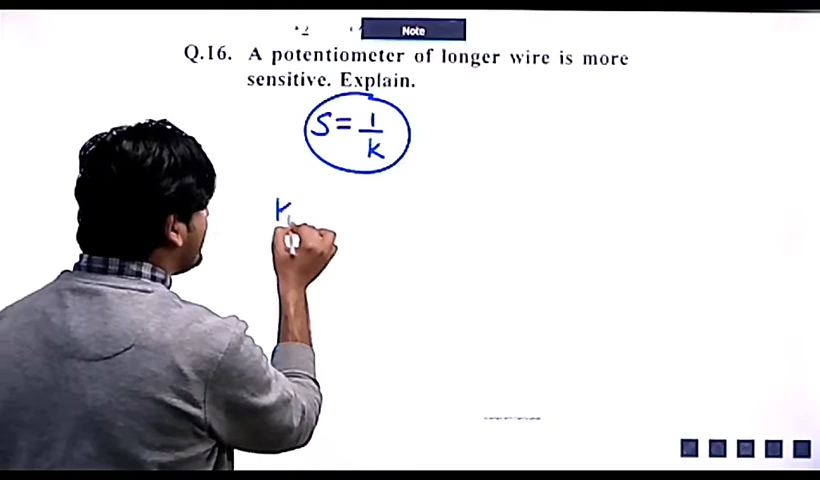 Note
Q.16. A potentiometer of longer wire is more
sensitive. Explain.
S = 1/K
K